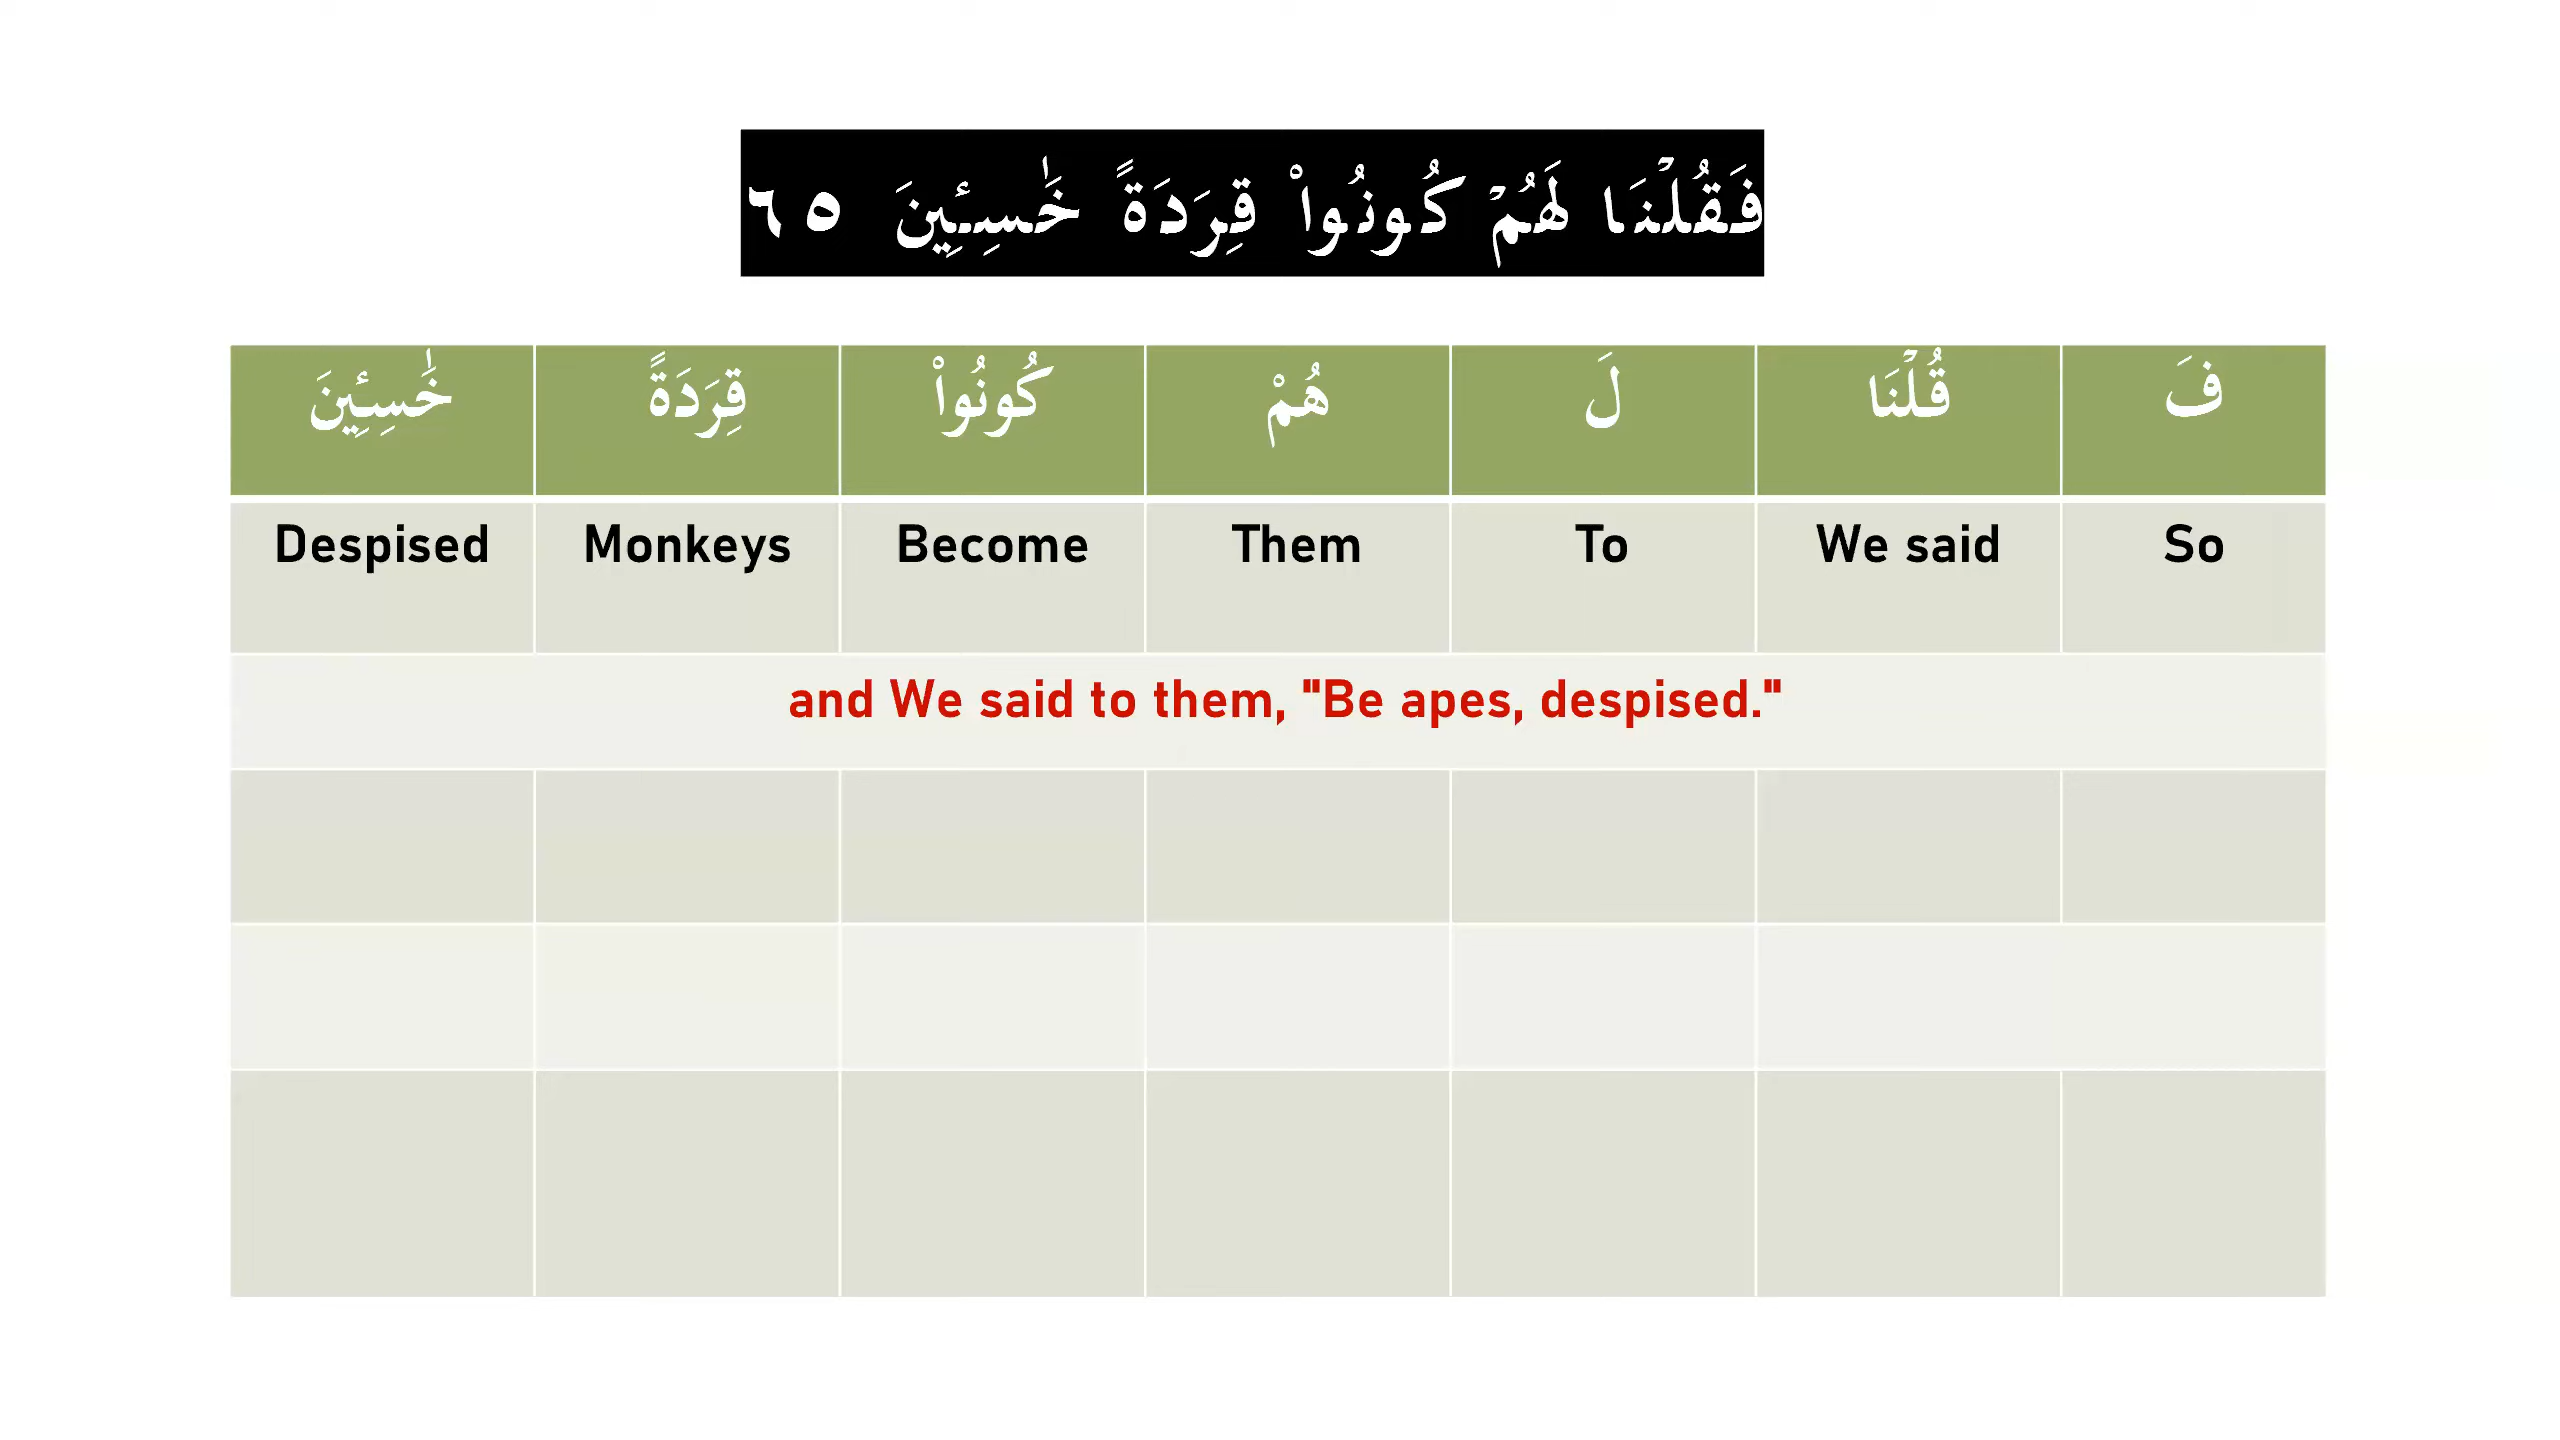 فَقُلۡنَا لَهُمۡ كُونُواْ قِرَدَةً خَٰسِـِٔينَ ٦٥
فَ قُلۡنَا لَ هُمْ كُونُواْ قِرَدَةً خَٰسِـِٔينَ
Despised Monkeys Become Them To We said So
and We said to them, "Be apes, despised."